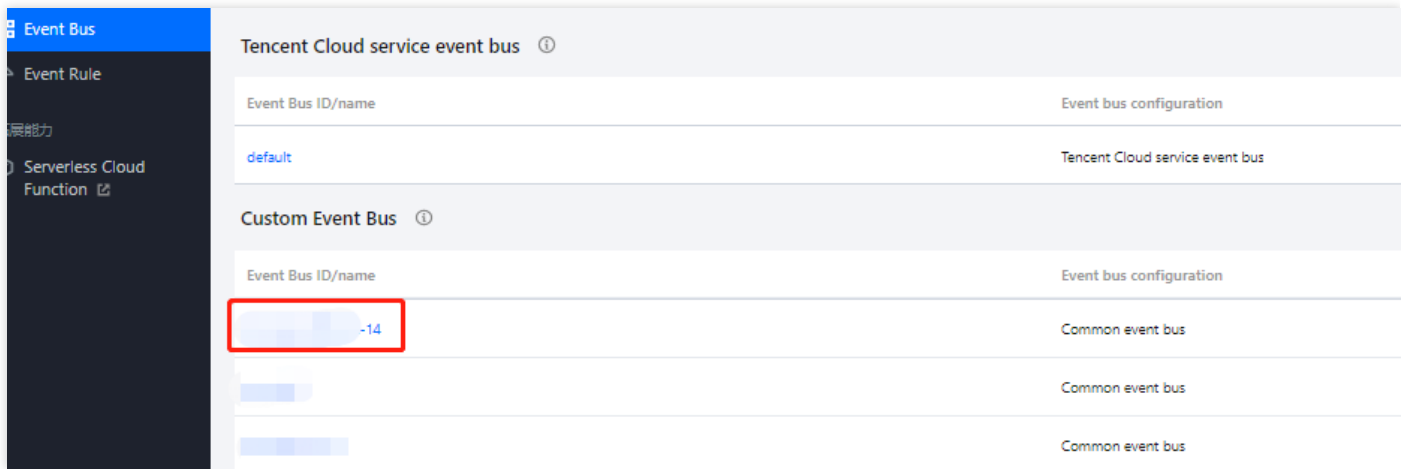 Event Bus
Event Rule
展能力
Serverless Cloud
Function
Tencent Cloud service event bus
Event Bus ID/name
Event bus configuration
default
Tencent Cloud service event bus
Custom Event Bus
Event Bus ID/name
Event bus configuration
-14
Common event bus
Common event bus
Common event bus